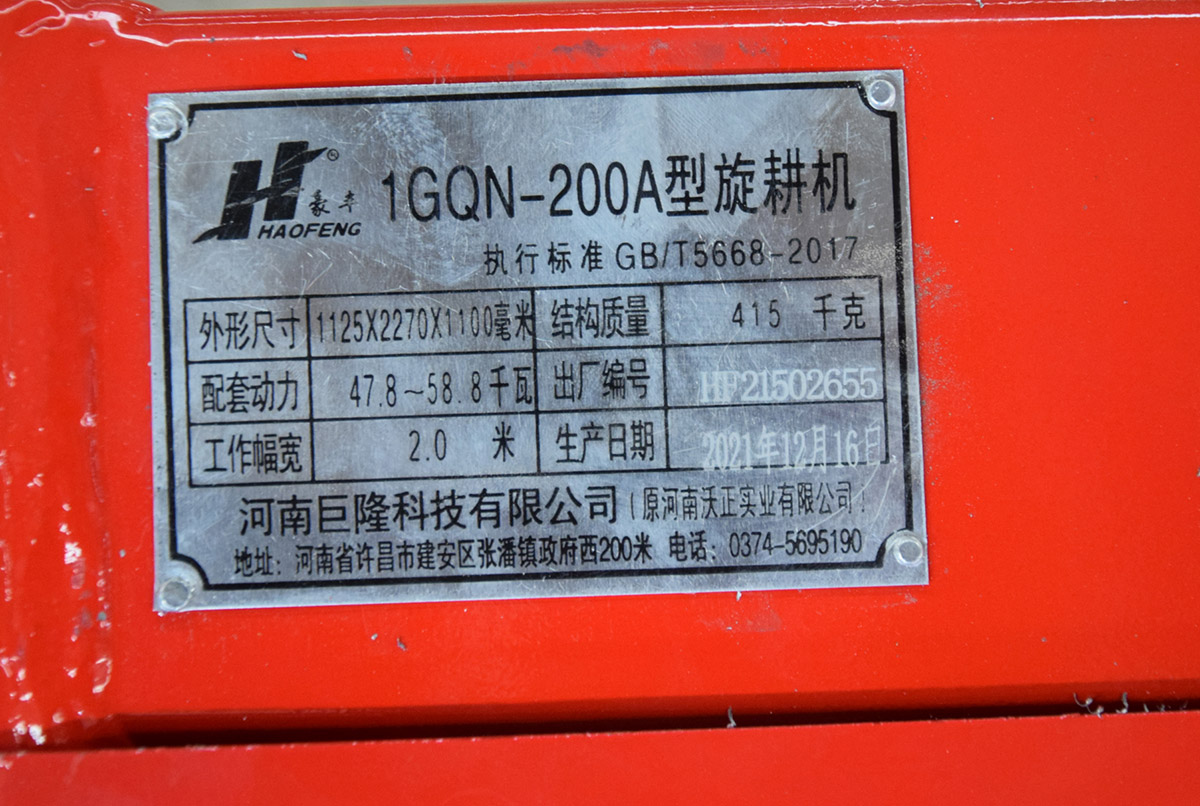 豪丰
HAOFENG
1GQN-200A型旋耕机
执行标准 GB/T5668-2017
外形尺寸 1125X2270X1100毫米 结构质量 415 千克
配套动力 47.8~58.8千瓦 出厂编号 HF21502655
工作幅宽 2.0 米 生产日期 2021年12月16日
河南巨隆科技有限公司(原河南沃正实业有限公司)
地址：河南省许昌市建安区张潘镇政府西200米 电话：0374-5695190